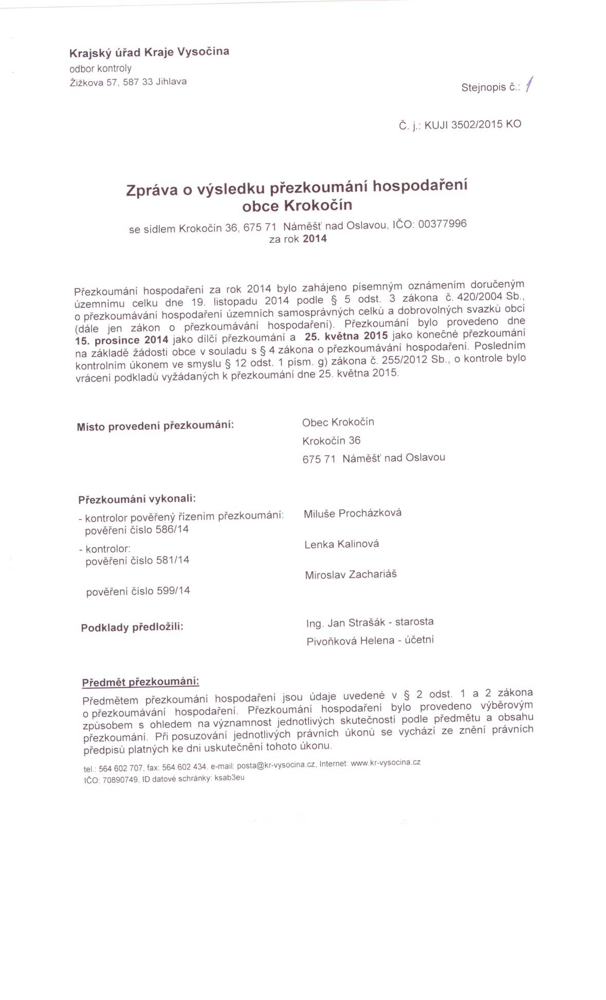 Krajský úřad Kraje Vysočina
odbor kontroly
Žižkova 57, 587 33 Jihlava
Stejnopis č.: 1
Č. j.: KUJI 3502/2015 KO
Zpráva o výsledku přezkoumání hospodaření
obce Krokočín
se sídlem Krokočín 36, 675 71  Náměšť nad Oslavou, IČO: 00377996
za rok 2014
Přezkoumání hospodaření za rok 2014 bylo zahájeno písemným oznámením doručeným
územnímu celku dne 19. listopadu 2014 podle § 5 odst. 3 zákona č. 420/2004 Sb.,
o přezkoumávání hospodaření územních samosprávných celků a dobrovolných svazků obcí
(dále jen zákon o přezkoumávání hospodaření). Přezkoumání bylo provedeno dne
15. prosince 2014 jako dílčí přezkoumání a  25. května 2015 jako konečné přezkoumání
na základě žádosti obce v souladu s § 4 zákona o přezkoumávání hospodaření. Posledním
kontrolním úkonem ve smyslu § 12 odst. 1 písm. g) zákona č. 255/2012 Sb., o kontrole bylo
vrácení podkladů vyžádaných k přezkoumání dne 25. května 2015.
Místo provedení přezkoumání: Obec Krokočín
Krokočín 36
675 71  Náměšť nad Oslavou
Přezkoumání vykonali:
- kontrolor pověřený řízením přezkoumání: Miluše Procházková
pověření číslo 586/14
- kontrolor: Lenka Kalinová
pověření číslo 581/14
Miroslav Zachariáš
pověření číslo 599/14
Podklady předložili: Ing. Jan Strašák - starosta
Pivoňková Helena - účetní
Předmět přezkoumání:
Předmětem přezkoumání hospodaření jsou údaje uvedené v § 2 odst. 1 a 2 zákona
o přezkoumávání hospodaření. Přezkoumání hospodaření bylo provedeno výběrovým
způsobem s ohledem na významnost jednotlivých skutečností podle předmětu a obsahu
přezkoumání. Při posuzování jednotlivých právních úkonů se vychází ze znění právních
předpisů platných ke dni uskutečnění tohoto úkonu.
tel.: 564 602 707, fax: 564 602 434, e-mail: posta@kr-vysocina.cz, Internet: www.kr-vysocina.cz
IČO: 70890749, ID datové schránky: ksab3eu